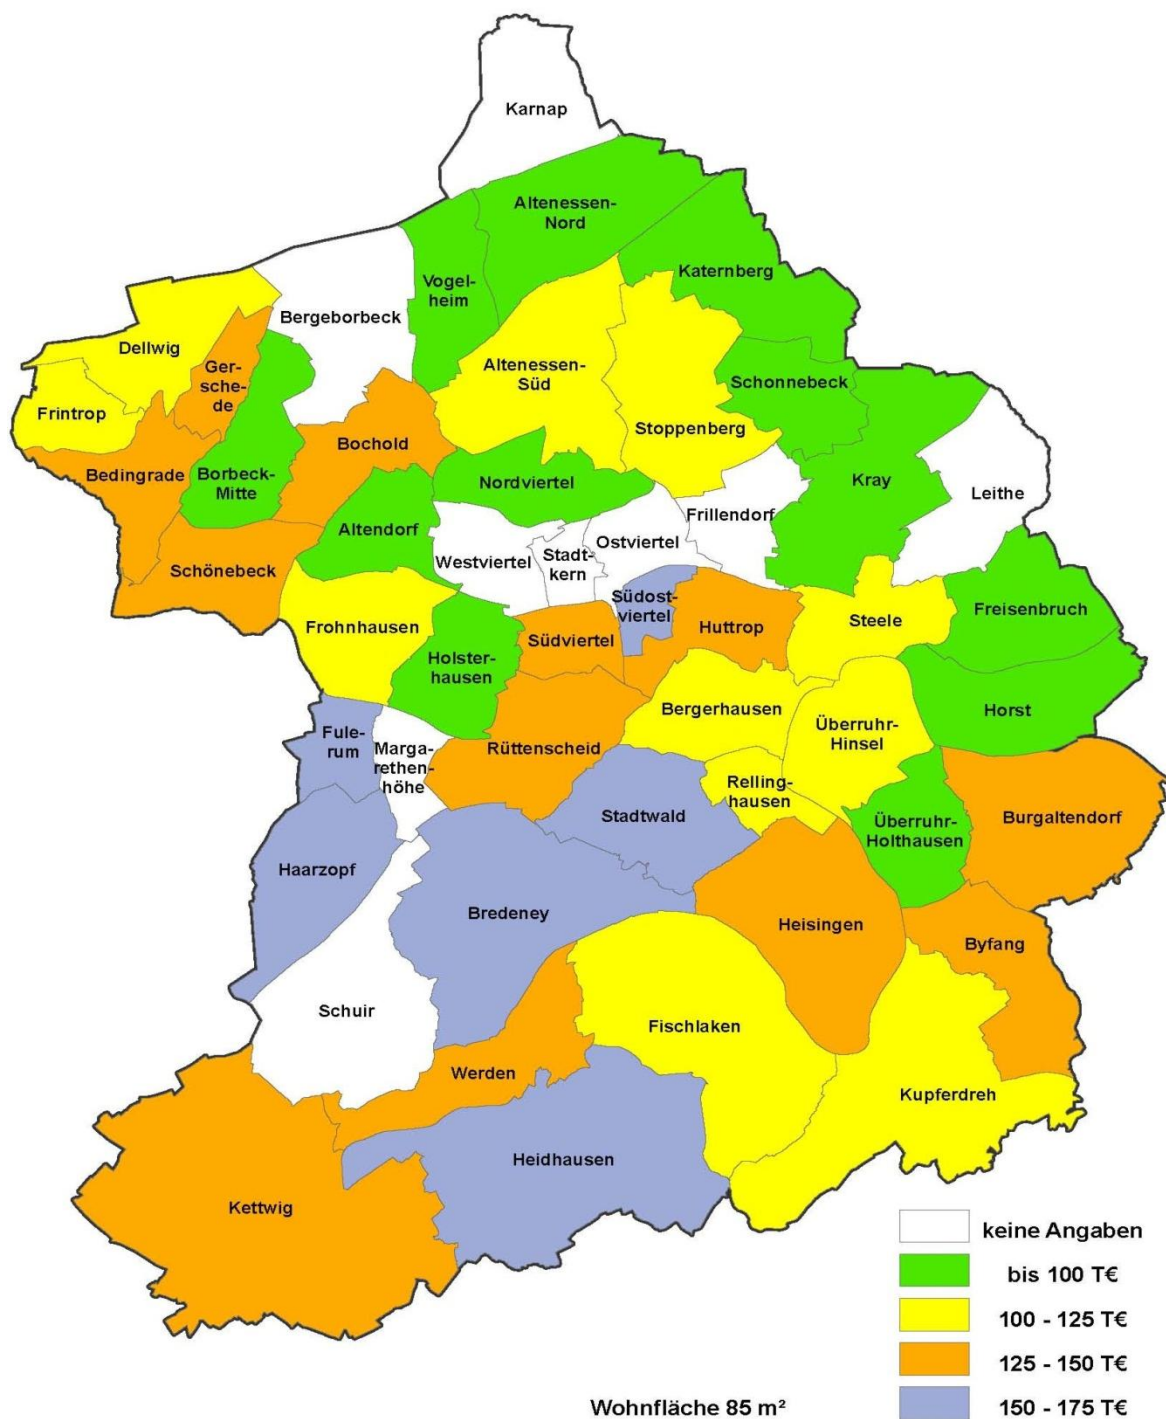 Karnap
Altenessen-
Nord
Katernberg
Vogel-
heim
Bergeborbeck
Dellwig
Ger-
sche-
de
Altenessen-
Süd
Schonnebeck
Frintrop
Stoppenberg
Bochold
Bedingrade
Borbeck-
Mitte
Nordviertel
Kray
Leithe
Frillendorf
Altendorf
Ostviertel
Westviertel
Stadt-
kern
Schönebeck
Südost-
viertel
Freisenbruch
Frohnhausen
Steele
Südviertel
Huttrop
Holster-
hausen
Bergerhausen
Horst
Überruhr-
Hinsel
Fule-
rum
Marga-
rethen-
höhe
Rüttenscheid
Relling-
hausen
Stadtwald
Burgaltendorf
Überruhr-
Holthausen
Haarzopf
Bredeney
Heisingen
Byfang
Schuir
Fischlaken
Werden
Kupferdreh
Heidhausen
Kettwig
keine Angaben
bis 100 T€
100 - 125 T€
125 - 150 T€
150 - 175 T€
Wohnfläche 85 m²